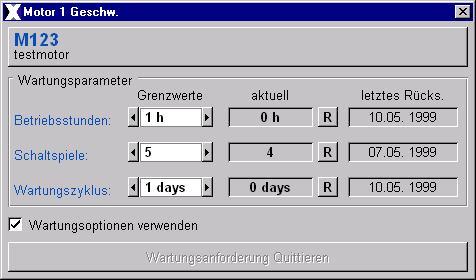 Motor 1 Geschw.
M123
testmotor
Wartungsparameter
Grenzwerte aktuell letztes Rücks.
Betriebsstunden: 1 h 0 h R 10.05. 1999
Schaltspiele: 5 4 R 07.05. 1999
Wartungszyklus: 1 days 0 days R 10.05. 1999
Wartungsoptionen verwenden
Wartungsanforderung Quittieren